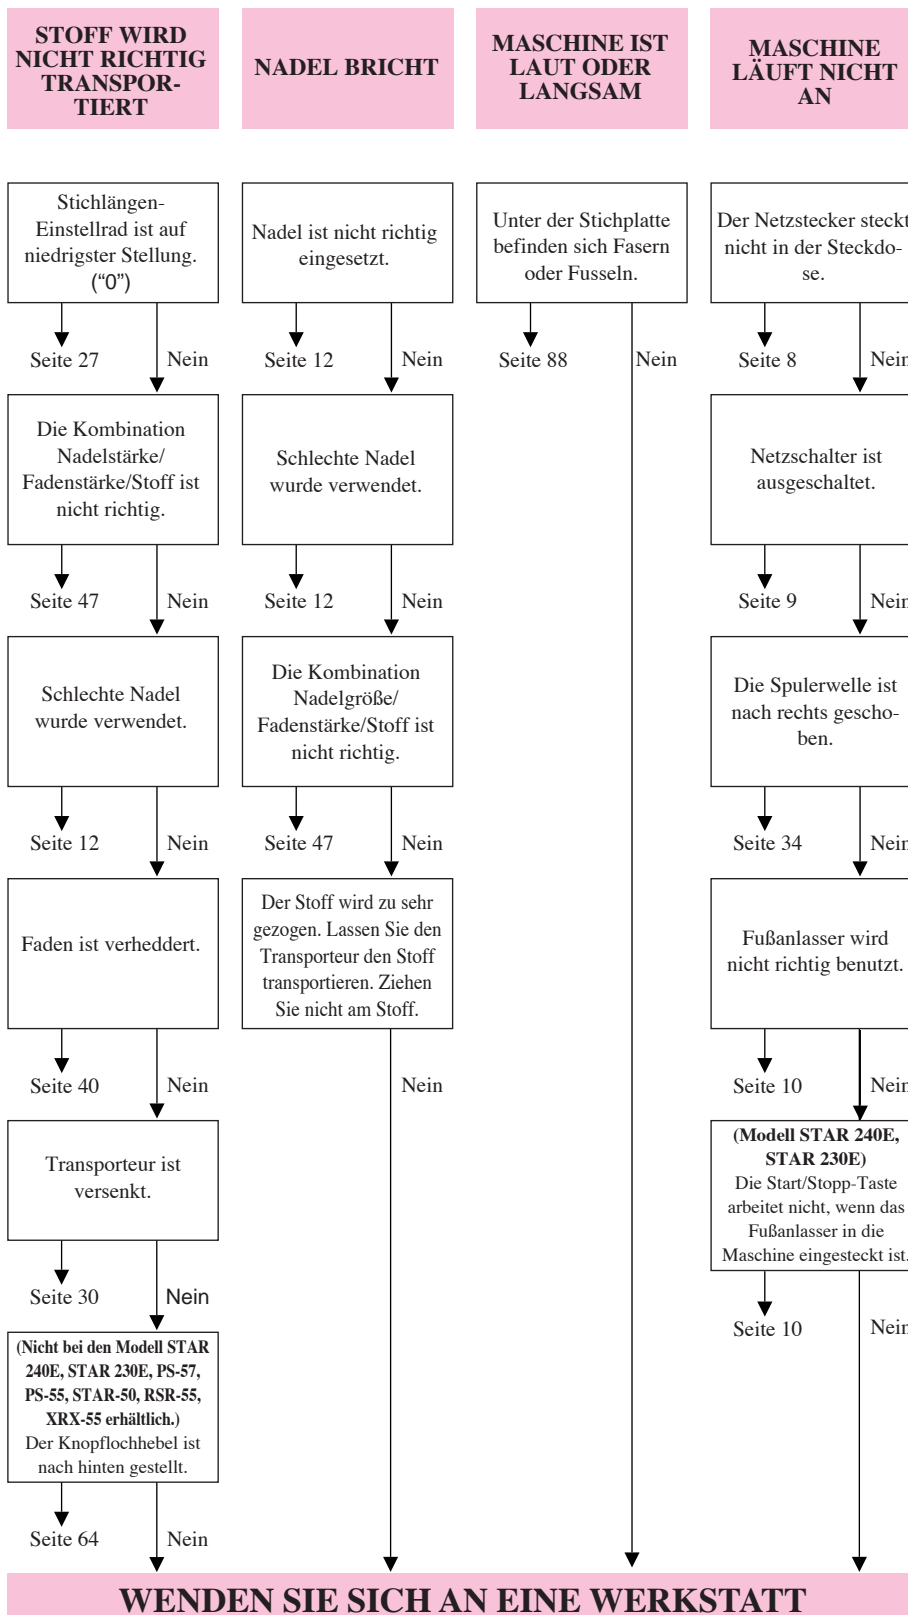 STOFF WIRD
NICHT RICHTIG
TRANSPOR-
TIERT
Stichlängen-
Einstellrad ist auf
niedrigster Stellung.
(“0”)
Seite 27
Nein
Die Kombination
Nadelstärke/
Fadenstärke/Stoff ist
nicht richtig.
Seite 47
Nein
Schlechte Nadel
wurde verwendet.
Seite 12
Nein
Faden ist verheddert.
Seite 40
Nein
Transporteur ist
versenkt.
Seite 30
Nein
(Nicht bei den Modell STAR
240E, STAR 230E, PS-57,
PS-55, STAR-50, RSR-55,
XRX-55 erhältlich.)
Der Knopflochhebel ist
nach hinten gestellt.
Seite 64
Nein
NADEL BRICHT
Nadel ist nicht richtig
eingesetzt.
Seite 12
Nein
Schlechte Nadel
wurde verwendet.
Seite 12
Nein
Die Kombination
Nadelgröße/
Fadenstärke/Stoff ist
nicht richtig.
Seite 47
Nein
Der Stoff wird zu sehr
gezogen. Lassen Sie den
Transporteur den Stoff
transportieren. Ziehen
Sie nicht am Stoff.
Nein
MASCHINE IST
LAUT ODER
LANGSAM
Unter der Stichplatte
befinden sich Fasern
oder Fusseln.
Seite 88
Nein
MASCHINE
LÄUFT NICHT
AN
Der Netzstecker steckt
nicht in der Steckdo-
se.
Seite 8
Nein
Netzschalter ist
ausgeschaltet.
Seite 9
Nein
Die Spulerwelle ist
nach rechts gescho-
ben.
Seite 34
Nein
Fußanlasser wird
nicht richtig benutzt.
Seite 10
Nein
(Modell STAR 240E,
STAR 230E)
Die Start/Stopp-Taste
arbeitet nicht, wenn das
Fußanlasser in die
Maschine eingesteckt ist.
Seite 10
Nein
WENDEN SIE SICH AN EINE WERKSTATT